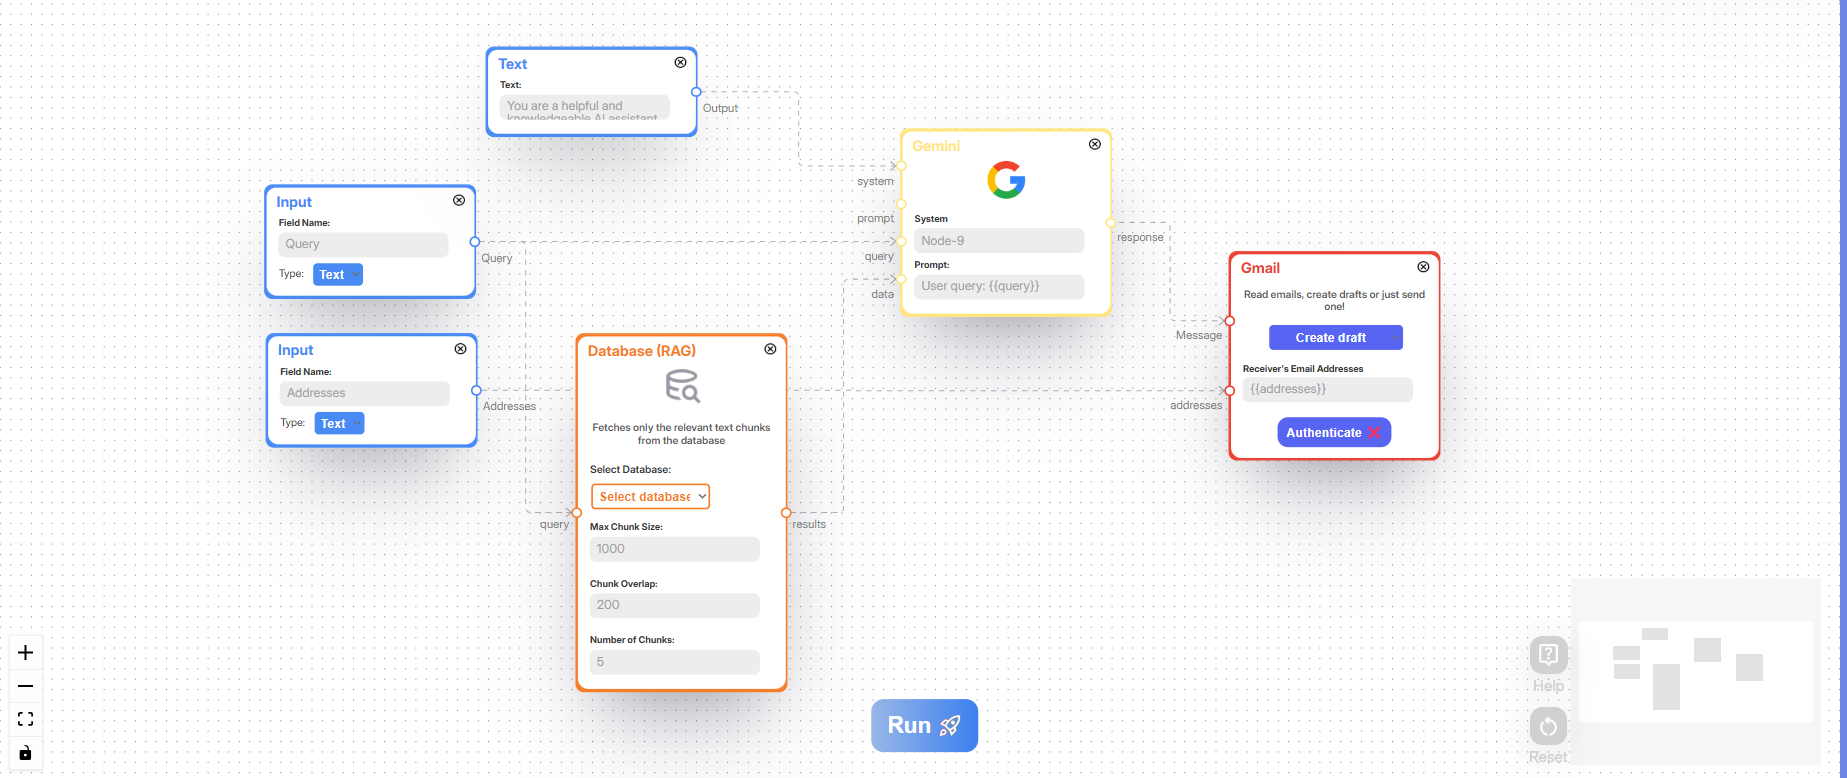 Text
Text:
You are a helpful and
knowledgeable AI assistant
Output
Input
Field Name:
Query
Type: Text
Query
Input
Field Name:
Addresses
Type: Text
Addresses
Database (RAG)
Fetches only the relevant text chunks
from the database
Select Database:
Select database
query
results
Max Chunk Size:
1000
Chunk Overlap:
200
Number of Chunks:
5
Gemini
system
prompt
query
data
System
Node-9
Prompt:
User query: {{query}}
response
Gmail
Read emails, create drafts or just send
one!
Message
Create draft
Receiver's Email Addresses
{{addresses}}
addresses
Authenticate ❌
Run
Help
Reset